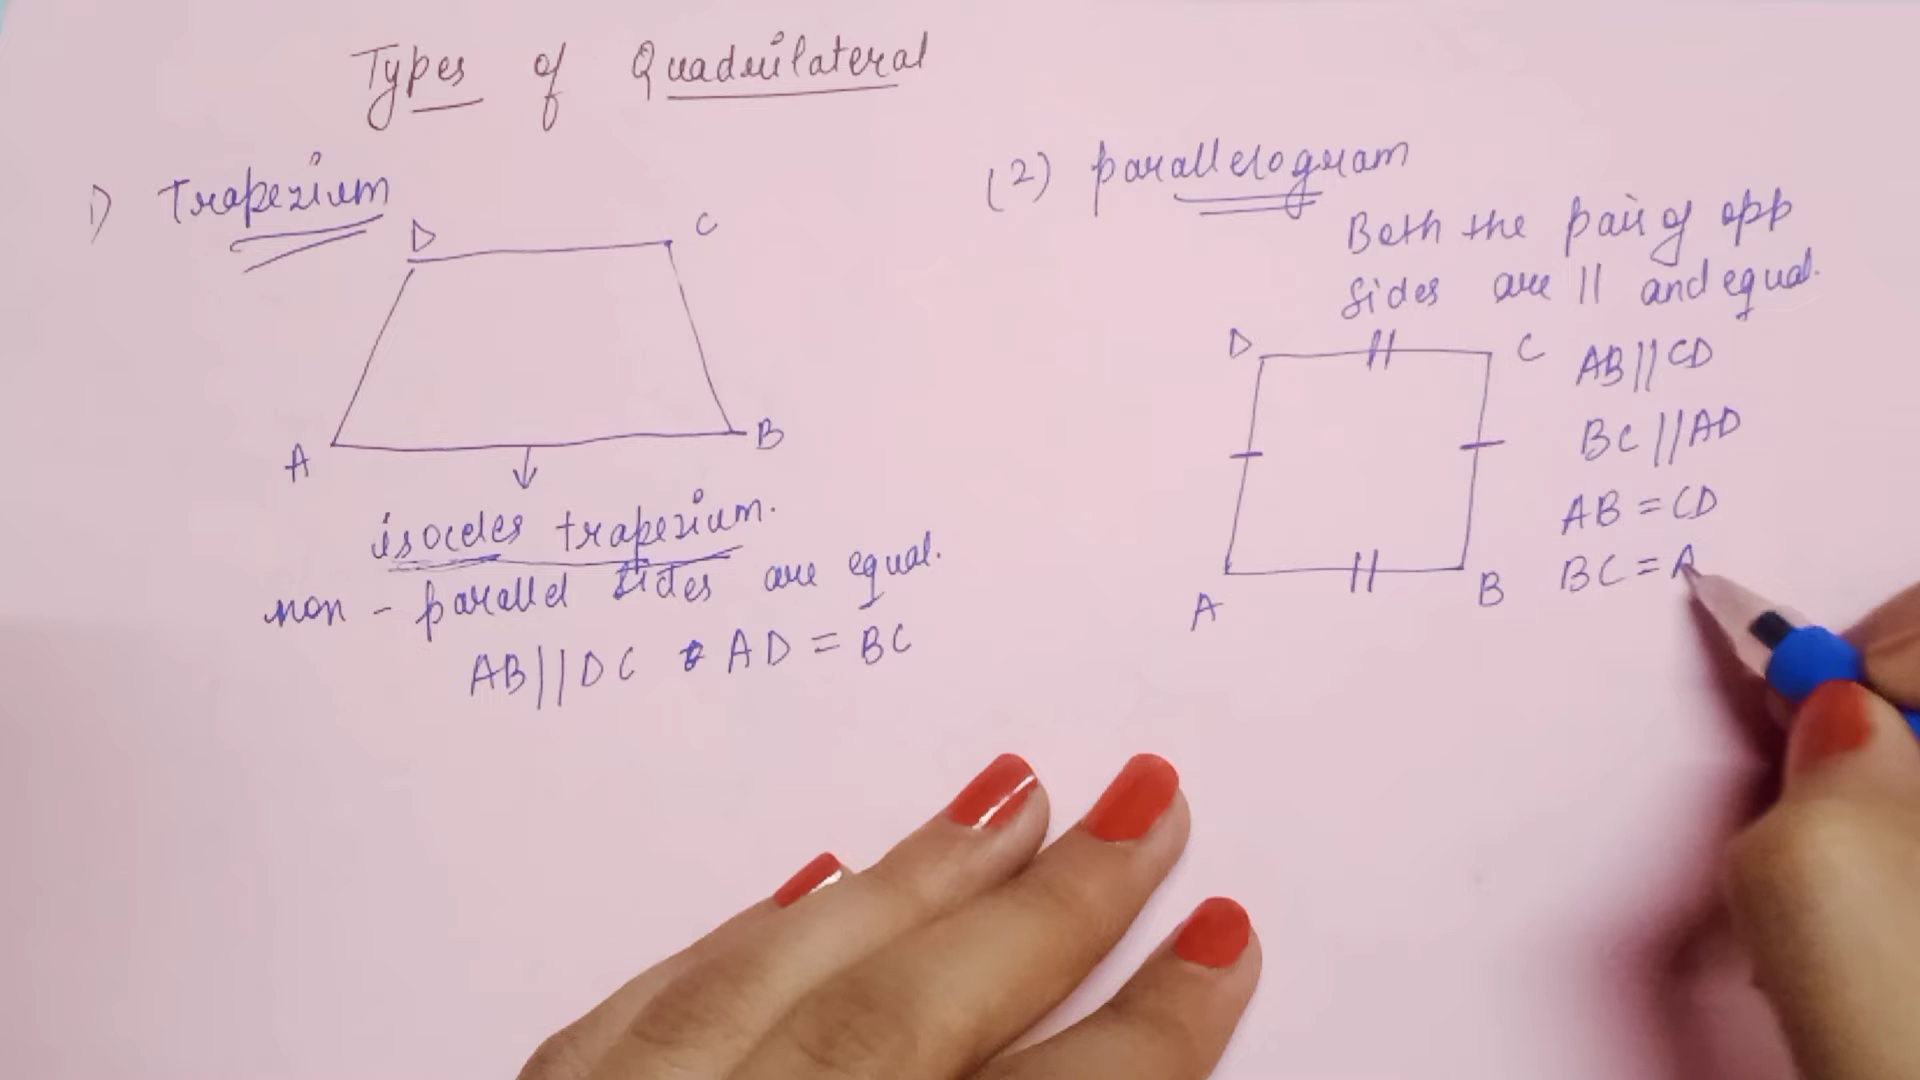 Types of Quadrilateral
1) Trapezium
D C
A B
isoceles trapezium.
non - parallel sides are equal.
AB||DC AD = BC
(2) parallelogram
Both the pair of opp
sides are || and equal.
D C
A B
AB||CD
BC||AD
AB = CD
BC = A